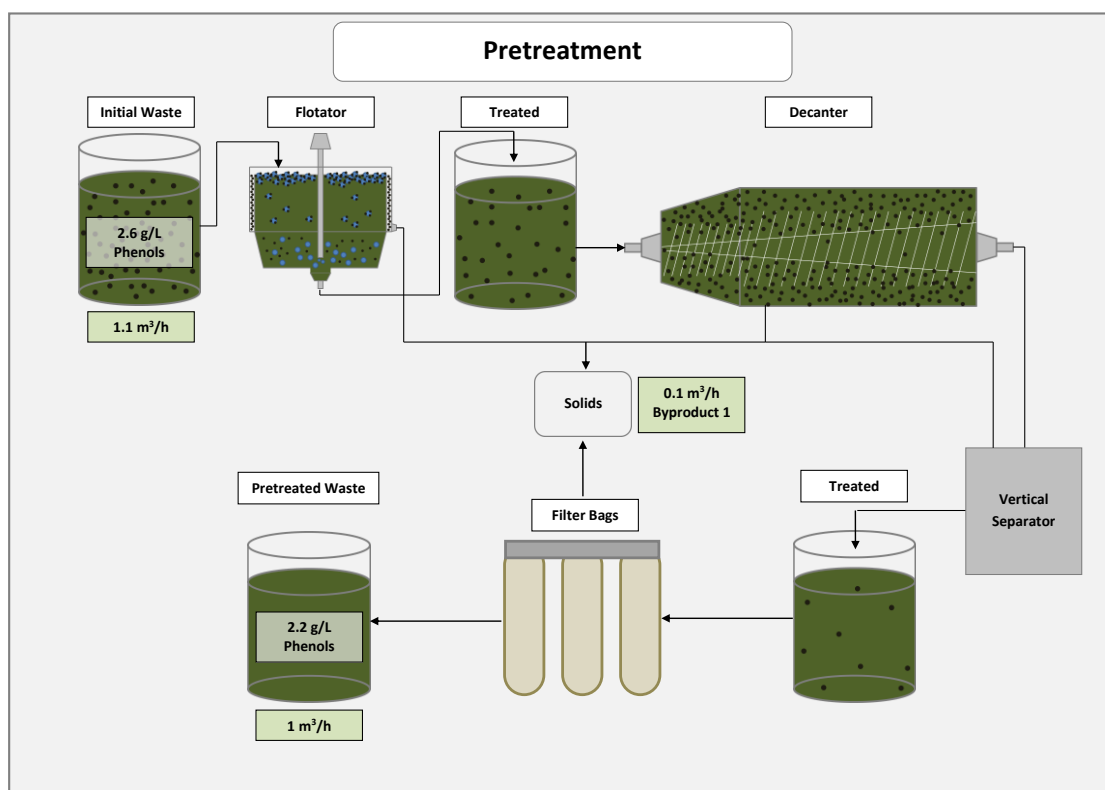 Pretreatment
Initial Waste
Flotator
Treated
Decanter
2.6 g/L
Phenols
1.1 m³/h
Solids
0.1 m³/h
Byproduct 1
Pretreated Waste
Filter Bags
Treated
Vertical
Separator
2.2 g/L
Phenols
1 m³/h